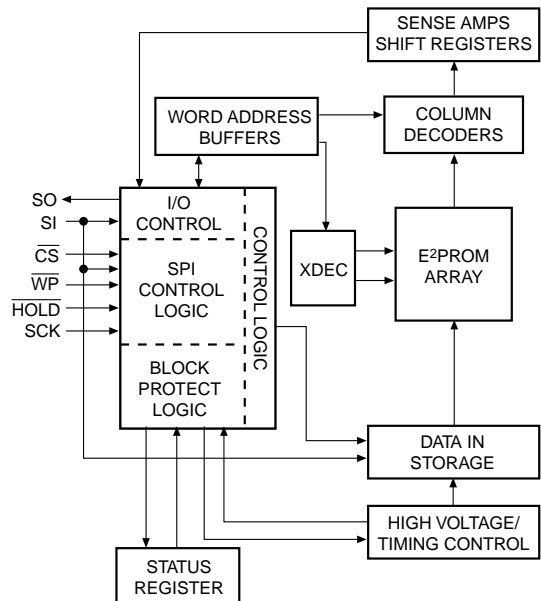 SENSE AMPS
SHIFT REGISTERS
WORD ADDRESS
BUFFERS
COLUMN
DECODERS
SO
SI
CS
WP
HOLD
SCK
I/O
CONTROL
SPI
CONTROL
LOGIC
BLOCK
PROTECT
LOGIC
CONTROL LOGIC
XDEC
E²PROM
ARRAY
DATA IN
STORAGE
HIGH VOLTAGE/
TIMING CONTROL
STATUS
REGISTER